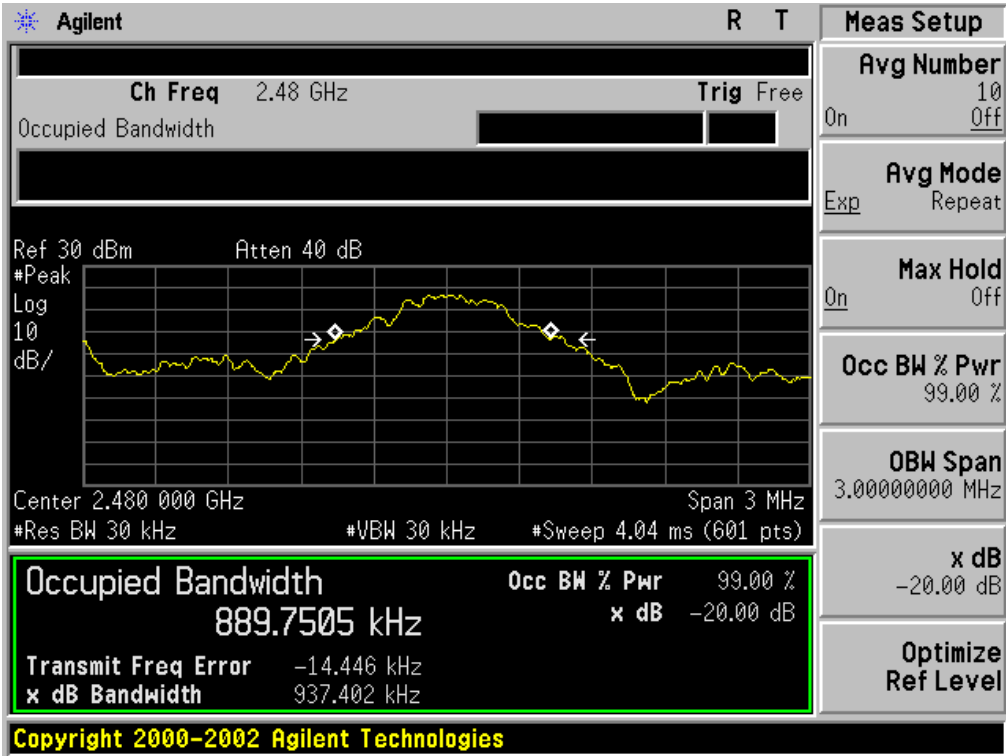 Agilent R T
Ch Freq 2.48 GHz Trig Free
Occupied Bandwidth
Ref 30 dBm Atten 40 dB
#Peak
Log
10
dB/
Center 2.480 000 GHz Span 3 MHz
#Res BW 30 kHz #VBW 30 kHz #Sweep 4.04 ms (601 pts)
Occupied Bandwidth
889.7505 kHz
Occ BW % Pwr 99.00 %
x dB -20.00 dB
Transmit Freq Error -14.446 kHz
x dB Bandwidth 937.402 kHz
Copyright 2000-2002 Agilent Technologies
Meas Setup
Avg Number
10
On Off
Avg Mode
Exp Repeat
Max Hold
On Off
Occ BW % Pwr
99.00 %
OBW Span
3.00000000 MHz
x dB
-20.00 dB
Optimize
Ref Level